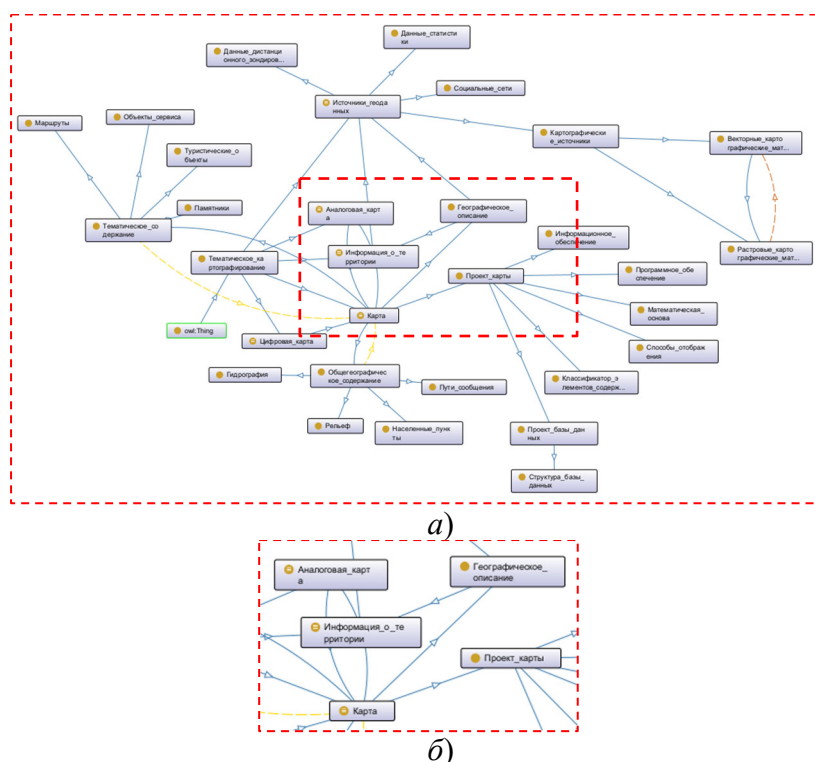 Данные_статисти
ки
Данные_дистанци
онного_зондиров...
Социальные_сети
Источники_геода
нных
Маршруты
Объекты_сервиса
Картографически
е_источники
Векторные_карто
графические_мат...
Туристические_о
бъекты
Памятники
Аналоговая_карт
а
Географическое_
описание
Тематическое_со
держание
Информационное_
обеспечение
Информация_о_те
рритории
Растровые_карто
графические_мат...
Тематическое_ка
ртографирование
Проект_карты
Программное_обе
спечение
Математическая_
основа
Карта
owl:Thing
Цифровая_карта
Способы_отображ
ения
Гидрография
Общегеографичес
кое_содержание
Пути_сообщения
Классификатор_э
лементов_содерж...
Рельеф
Населенные_пунк
ты
Проект_базы_дан
ных
Структура_базы_
данных
а)
Аналоговая_карт
а
Географическое_
описание
Информация_о_те
рритории
Проект_карты
Карта
б)